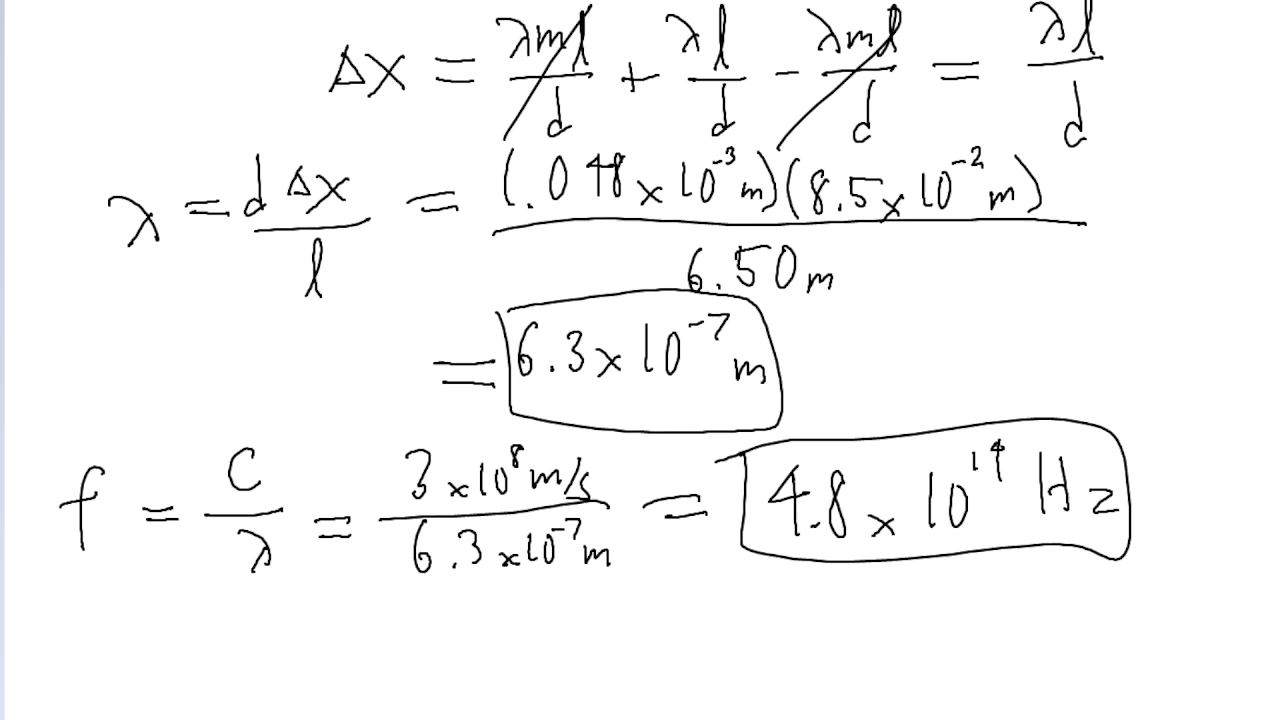 Δx = λml/d + λl/d - λml/d = λl/d
λ = dΔx/l = (.048 x 10⁻³ m)(8.5 x 10⁻² m)/6.50 m
= 6.3 x 10⁻⁷ m
f = c/λ = 3 x 10⁸ m/s / 6.3 x 10⁻⁷ m = 4.8 x 10¹⁴ Hz